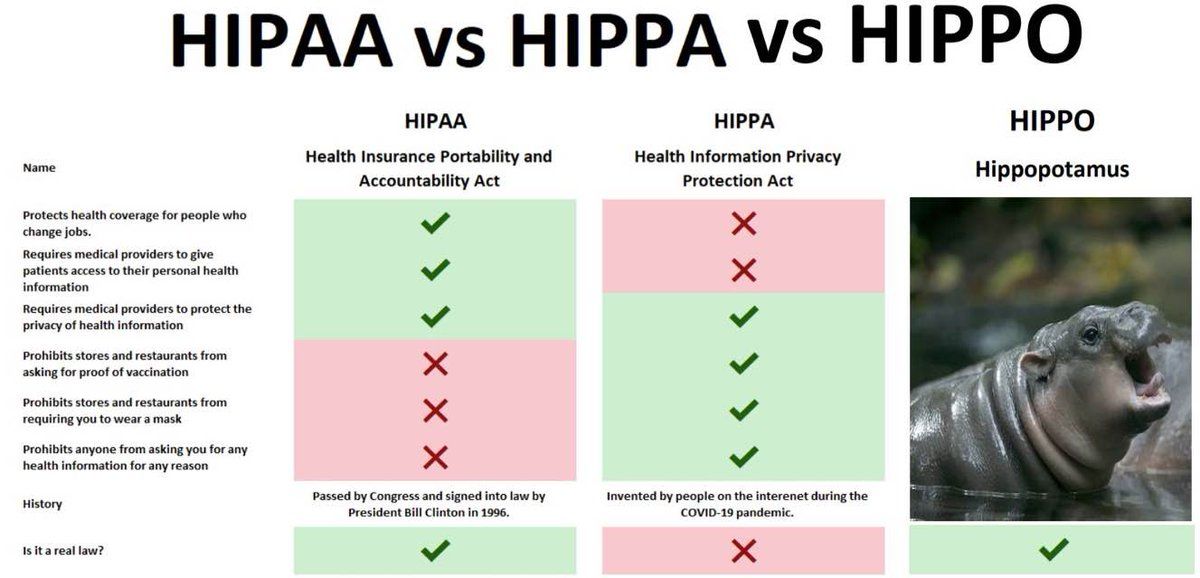 HIPAA vs HIPPA vs HIPPO
HIPAA
HIPPA
HIPPO
Name
Health Insurance Portability and
Accountability Act
Health Information Privacy
Protection Act
Hippopotamus
Protects health coverage for people who
change jobs.
Requires medical providers to give
patients access to their personal health
information
Requires medical providers to protect the
privacy of health information
Prohibits stores and restaurants from
asking for proof of vaccination
Prohibits stores and restaurants from
requiring you to wear a mask
Prohibits anyone from asking you for any
health information for any reason
History
Passed by Congress and signed into law by
President Bill Clinton in 1996.
Invented by people on the interenet during the
COVID-19 pandemic.
Is it a real law?